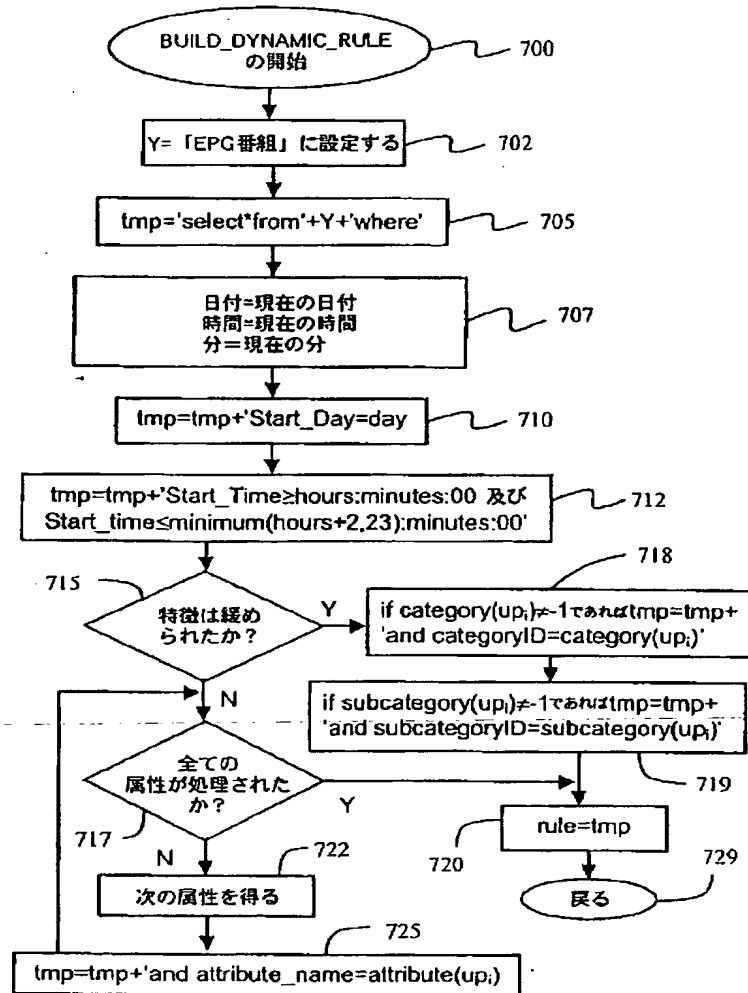 BUILD_DYNAMIC_RULE
の開始
700
Y=「EPG番組」に設定する
702
tmp='select*from'+Y+'where'
705
日付=現在の日付
時間=現在の時間
分=現在の分
707
tmp=tmp+'Start_Day=day
710
tmp=tmp+'Start_Time≥hours:minutes:00 及び
Start_time≤minimum(hours+2,23):minutes:00'
712
715
特徴は緩め
られたか？
Y
N
718
if category(upi)≠-1であればtmp=tmp+
'and categoryID=category(upi)'
if subcategory(upi)≠-1であればtmp=tmp+
'and subcategoryID=subcategory(upi)'
719
全ての
属性が処理された
か？
717
Y
N
rule=tmp
720
722
次の属性を得る
戻る
729
725
tmp=tmp+'and attribute_name=attribute(upi)